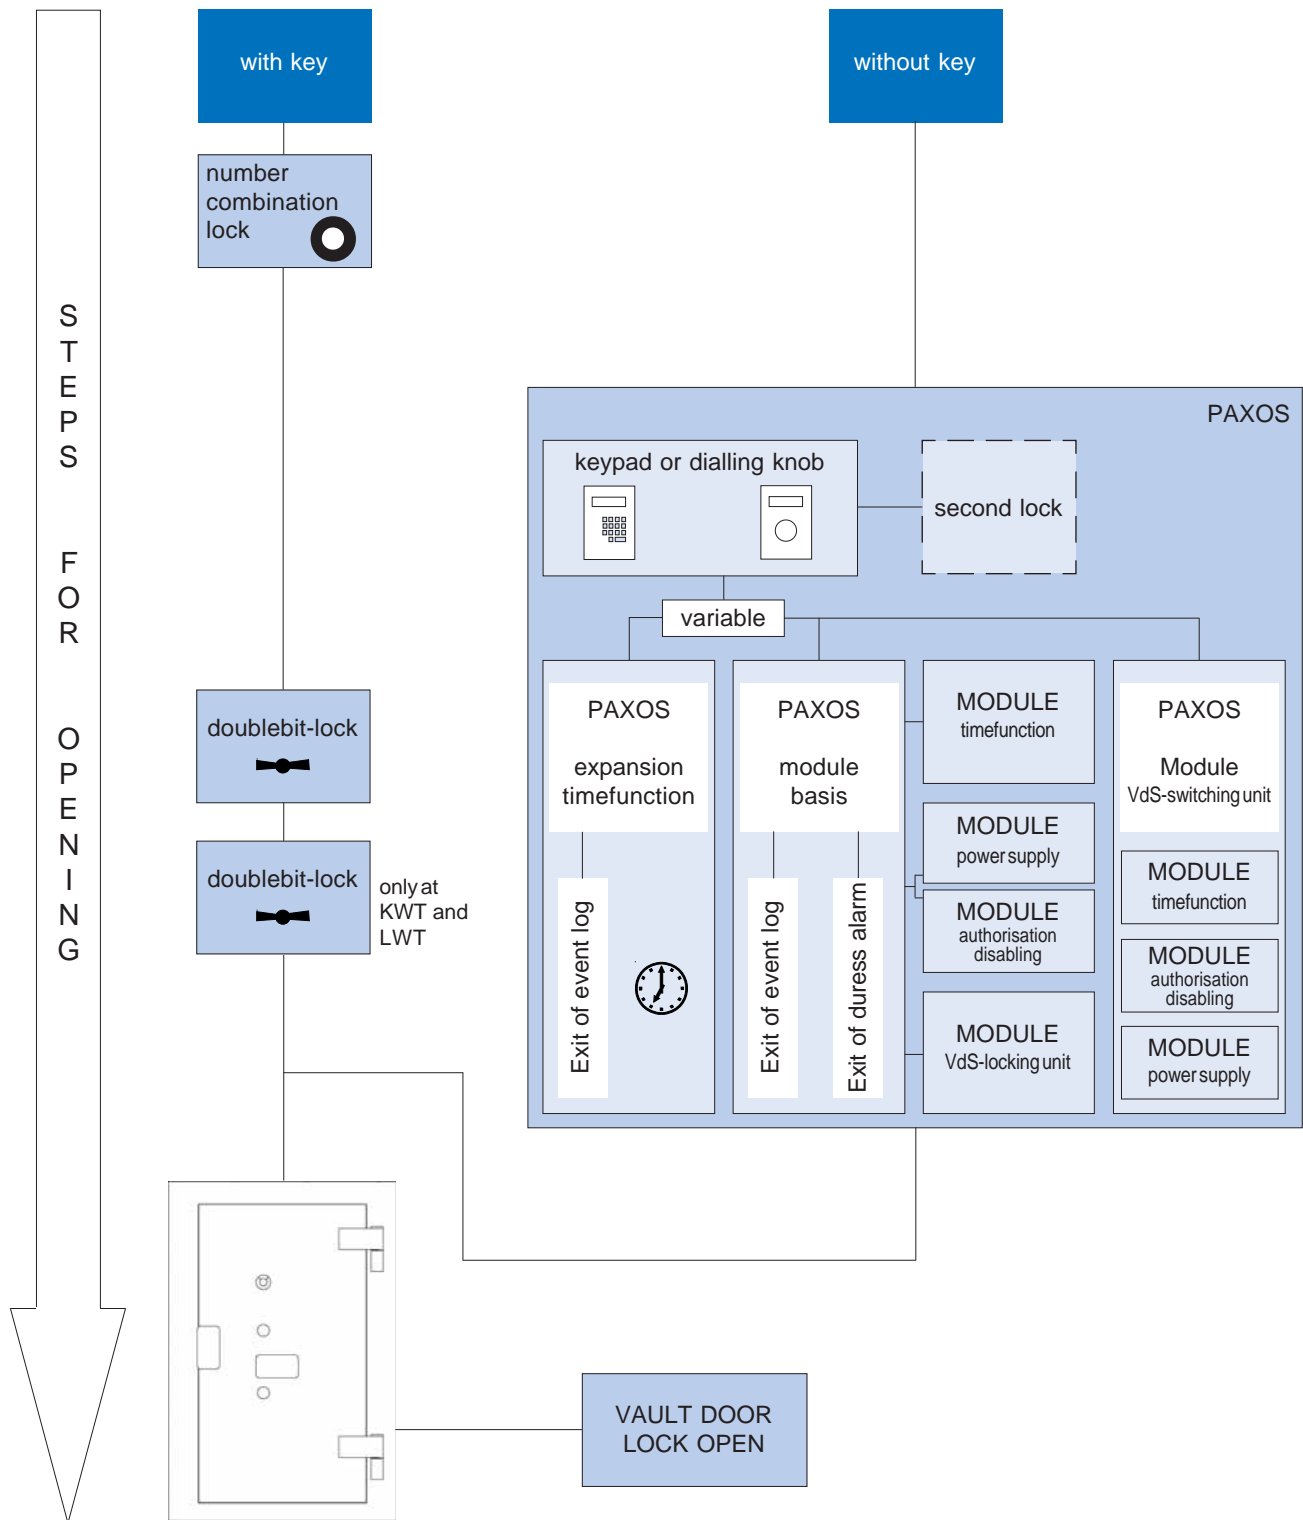 with key
without key
number
combination
lock
STEPS FOR OPENING
PAXOS
keypad or dialling knob
second lock
variable
doublebit-lock
doublebit-lock
only at
KWT and
LWT
PAXOS
expansion
timefunction
Exit of event log
PAXOS
module
basis
Exit of event log
Exit of duress alarm
MODULE
timefunction
MODULE
power supply
MODULE
authorisation
disabling
MODULE
VdS-locking unit
PAXOS
Module
VdS-switching unit
MODULE
timefunction
MODULE
authorisation
disabling
MODULE
power supply
VAULT DOOR
LOCK OPEN